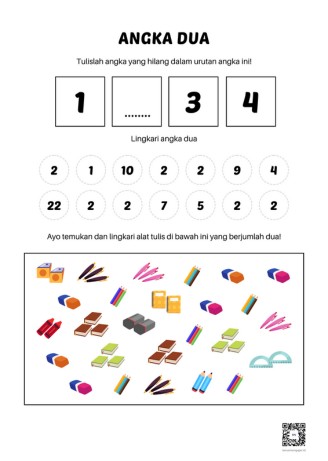 ANGKA DUA
Tulislah angka yang hilang dalam urutan angka ini!
1 ........ 3 4
Lingkari angka dua
2 1 10 2 2 9 4
22 2 2 7 5 2 2
Ayo temukan dan lingkari alat tulis di bawah ini yang berjumlah dua!